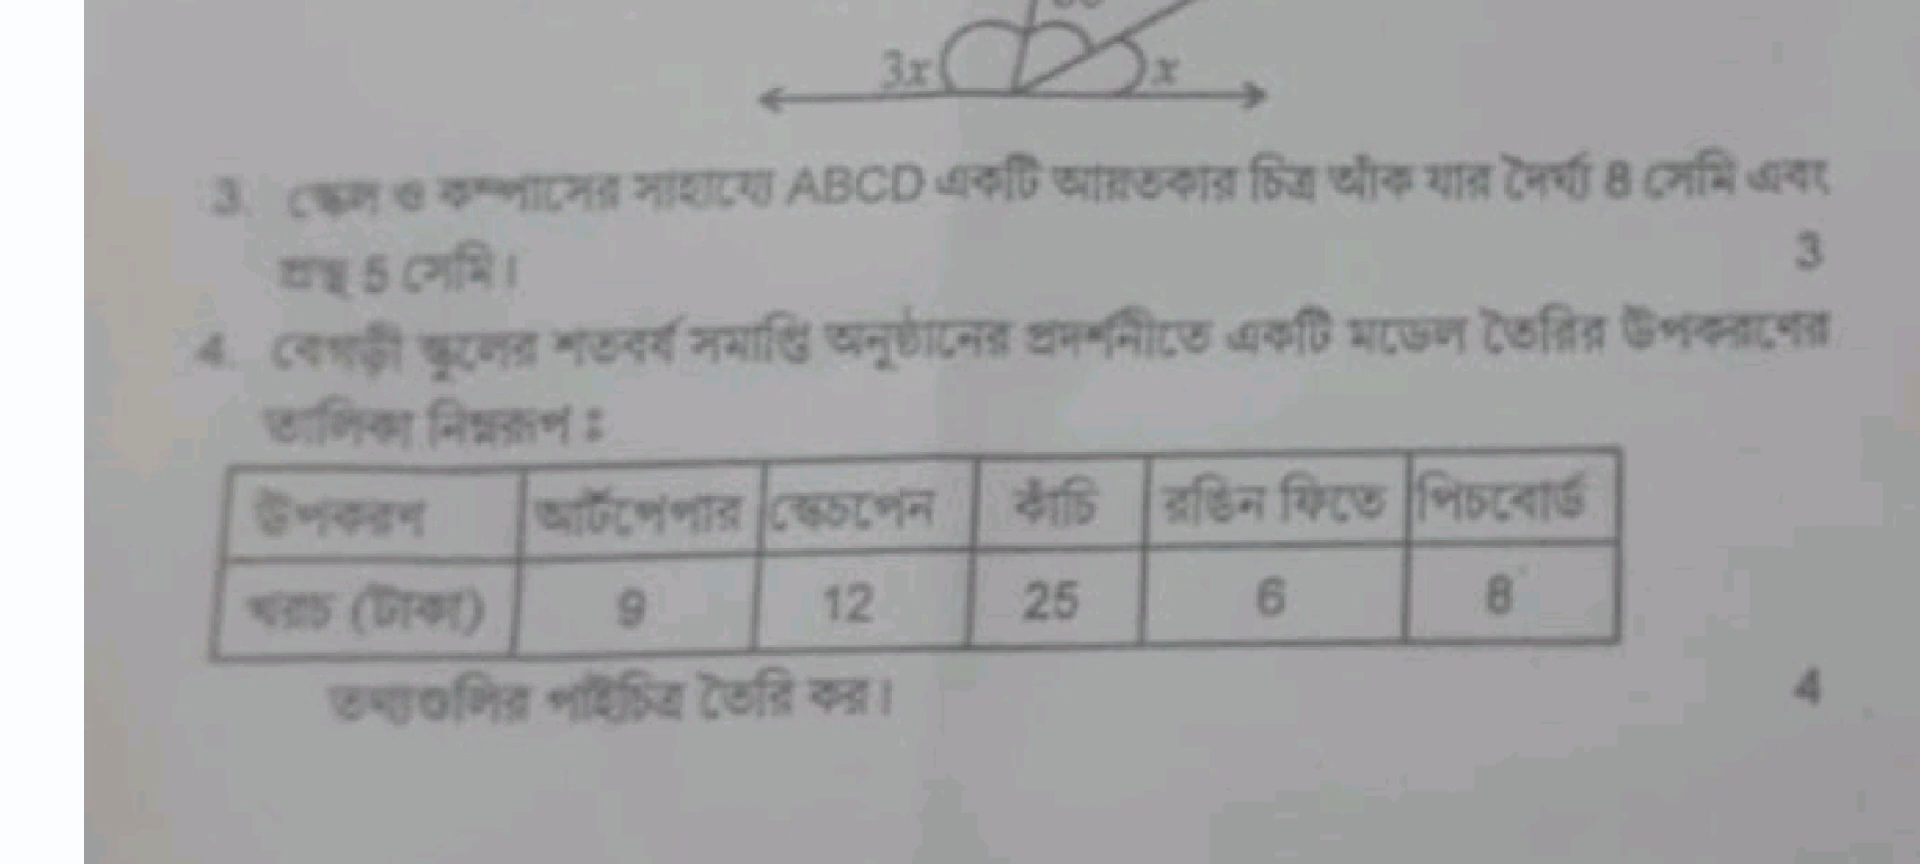 3x x
3. স্কেল ও কম্পাসের সাহায্যে ABCD একটি আয়তকার চিত্র আঁক যার দৈর্ঘ্য 8 সেমি এবং
প্রস্থ 5 সেমি। 3
4. বেগড়ী স্কুলের শতবর্ষ সমাপ্তি অনুষ্ঠানের প্রদর্শনীতে একটি মডেল তৈরির উপকরণের
তালিকা নিম্নরূপ ঃ
উপকরণ আর্টপেপার স্কেচপেন কাঁচি রঙিন ফিতে পিচবোর্ড
খরচ (টাকা) 9 12 25 6 8
তথ্যগুলির পাইচিত্র তৈরি কর। 4